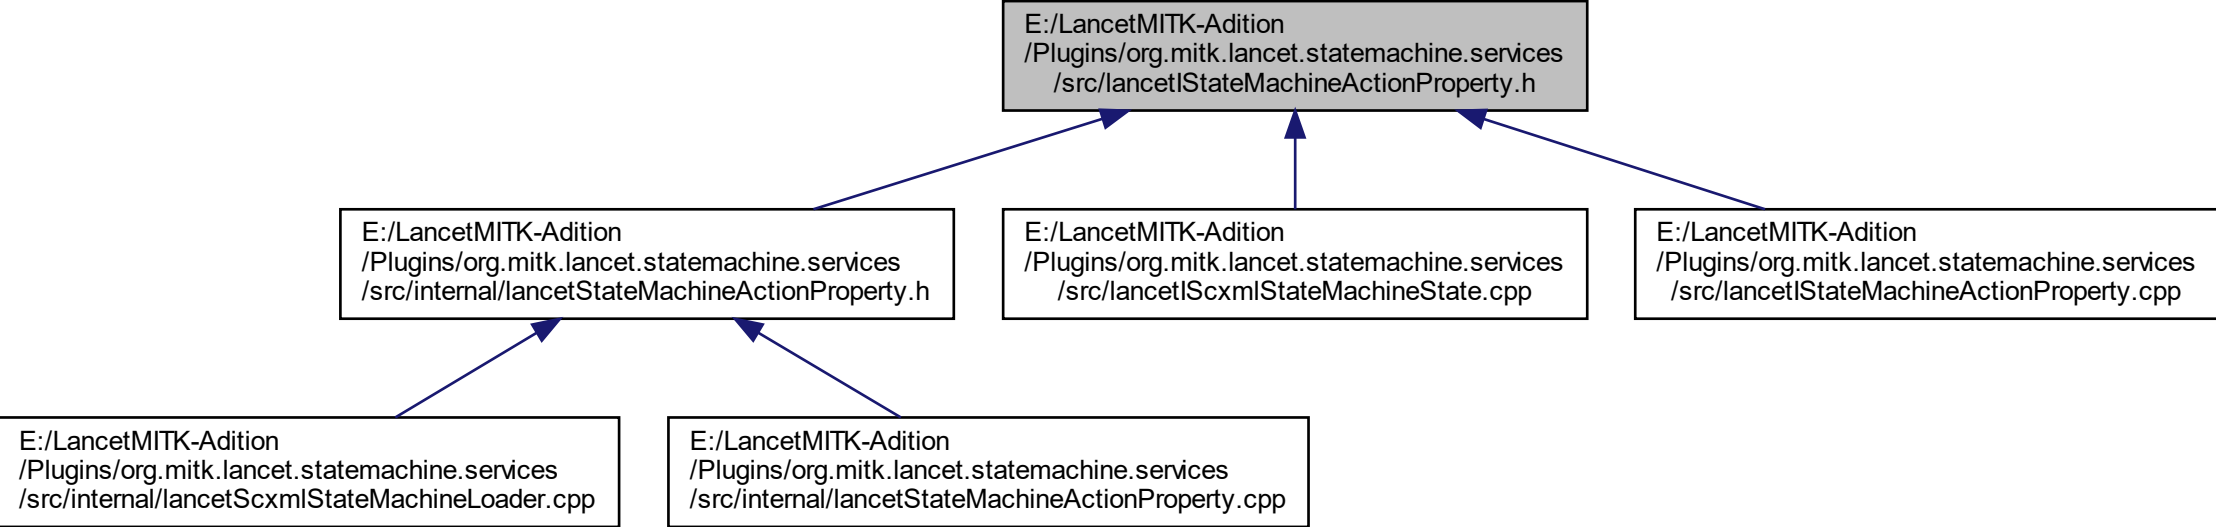 E:/LancetMITK-Adition
/Plugins/org.mitk.lancet.statemachine.services
/src/lancetIStateMachineActionProperty.h
E:/LancetMITK-Adition
/Plugins/org.mitk.lancet.statemachine.services
/src/internal/lancetStateMachineActionProperty.h
E:/LancetMITK-Adition
/Plugins/org.mitk.lancet.statemachine.services
/src/lancetIScxmlStateMachineState.cpp
E:/LancetMITK-Adition
/Plugins/org.mitk.lancet.statemachine.services
/src/lancetIStateMachineActionProperty.cpp
E:/LancetMITK-Adition
/Plugins/org.mitk.lancet.statemachine.services
/src/internal/lancetScxmlStateMachineLoader.cpp
E:/LancetMITK-Adition
/Plugins/org.mitk.lancet.statemachine.services
/src/internal/lancetStateMachineActionProperty.cpp